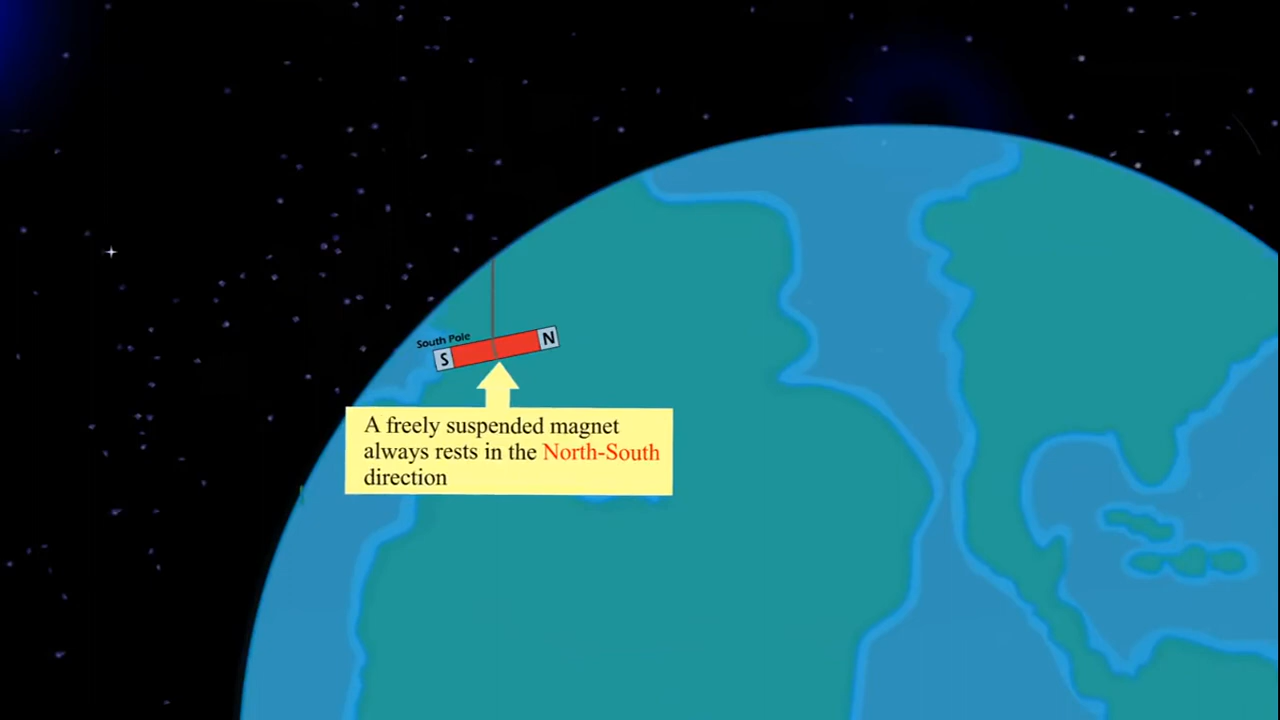 South Pole
S
N
A freely suspended magnet
always rests in the North-South
direction